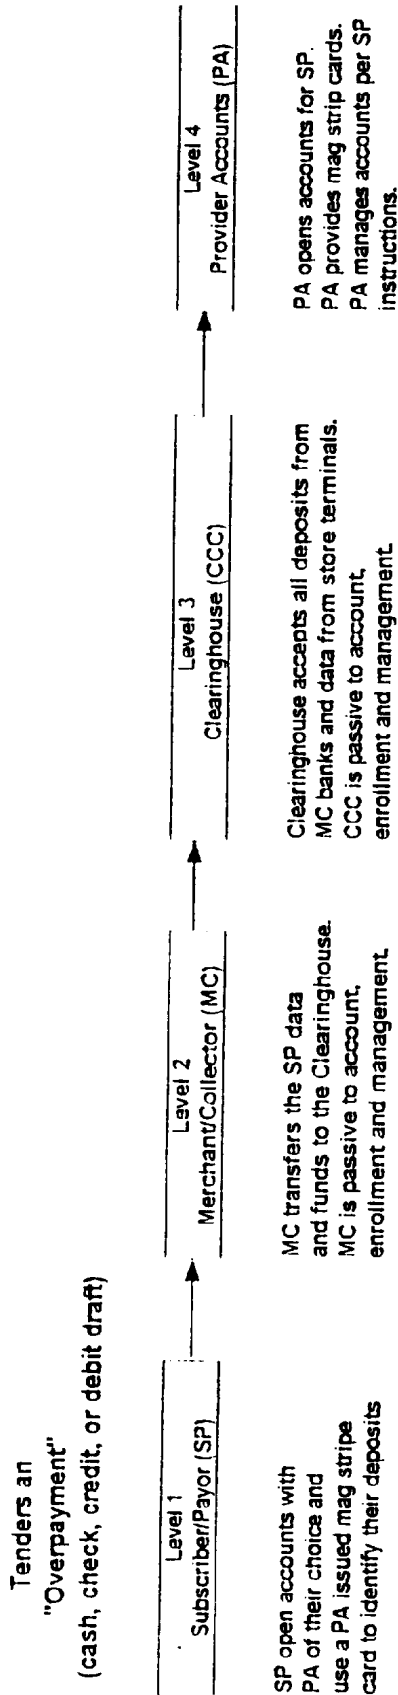 Tenders an
"Overpayment"
(cash, check, credit, or debit draft)
Level 1
Subscriber/Payor (SP)
SP open accounts with
PA of their choice and
use a PA issued mag stripe
card to identify their deposits
Level 2
Merchant/Collector (MC)
MC transfers the SP data
and funds to the Clearinghouse.
MC is passive to account,
enrollment and management.
Level 3
Clearinghouse (CCC)
Clearinghouse accepts all deposits from
MC banks and data from store terminals.
CCC is passive to account,
enrollment and management.
Level 4
Provider Accounts (PA)
PA opens accounts for SP.
PA provides mag strip cards.
PA manages accounts per SP
instructions.